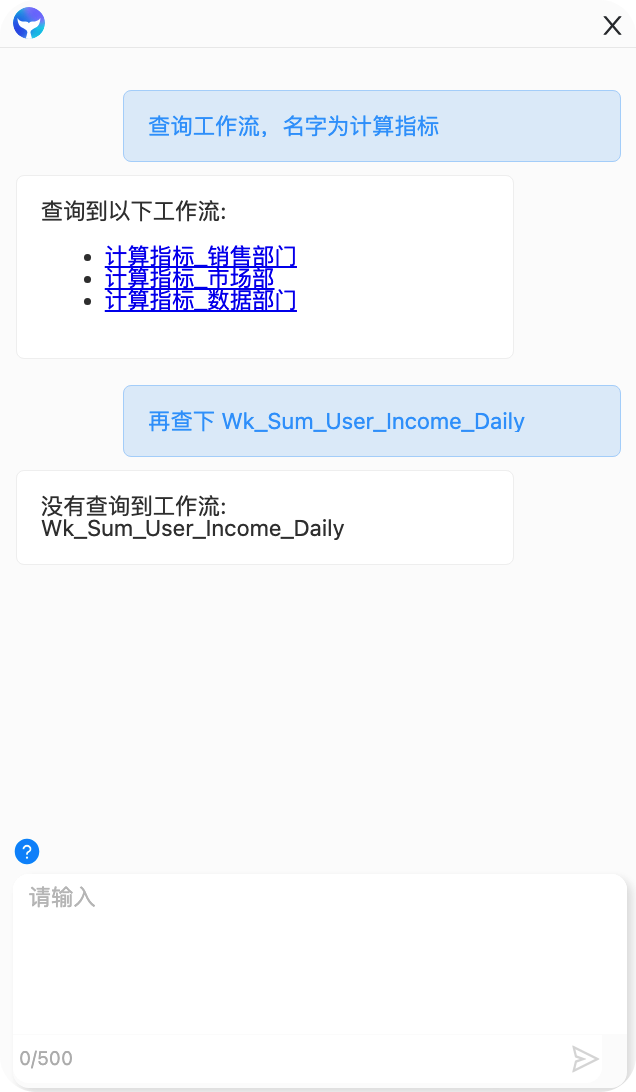 X
查询工作流，名字为计算指标
查询到以下工作流:
计算指标_销售部门
计算指标_市场部
计算指标_数据部门
再查下 Wk_Sum_User_Income_Daily
没有查询到工作流:
Wk_Sum_User_Income_Daily
?
请输入
0/500